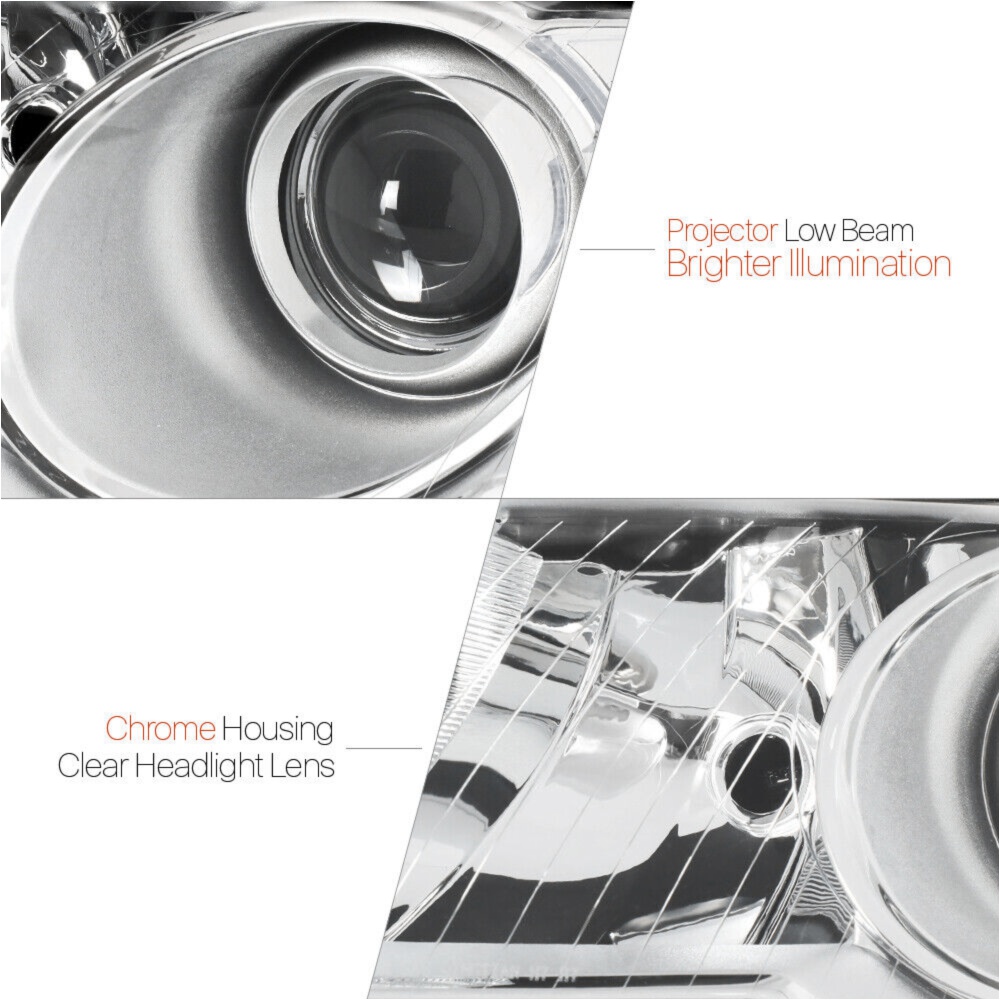 Projector Low Beam
Brighter Illumination
Chrome Housing
Clear Headlight Lens